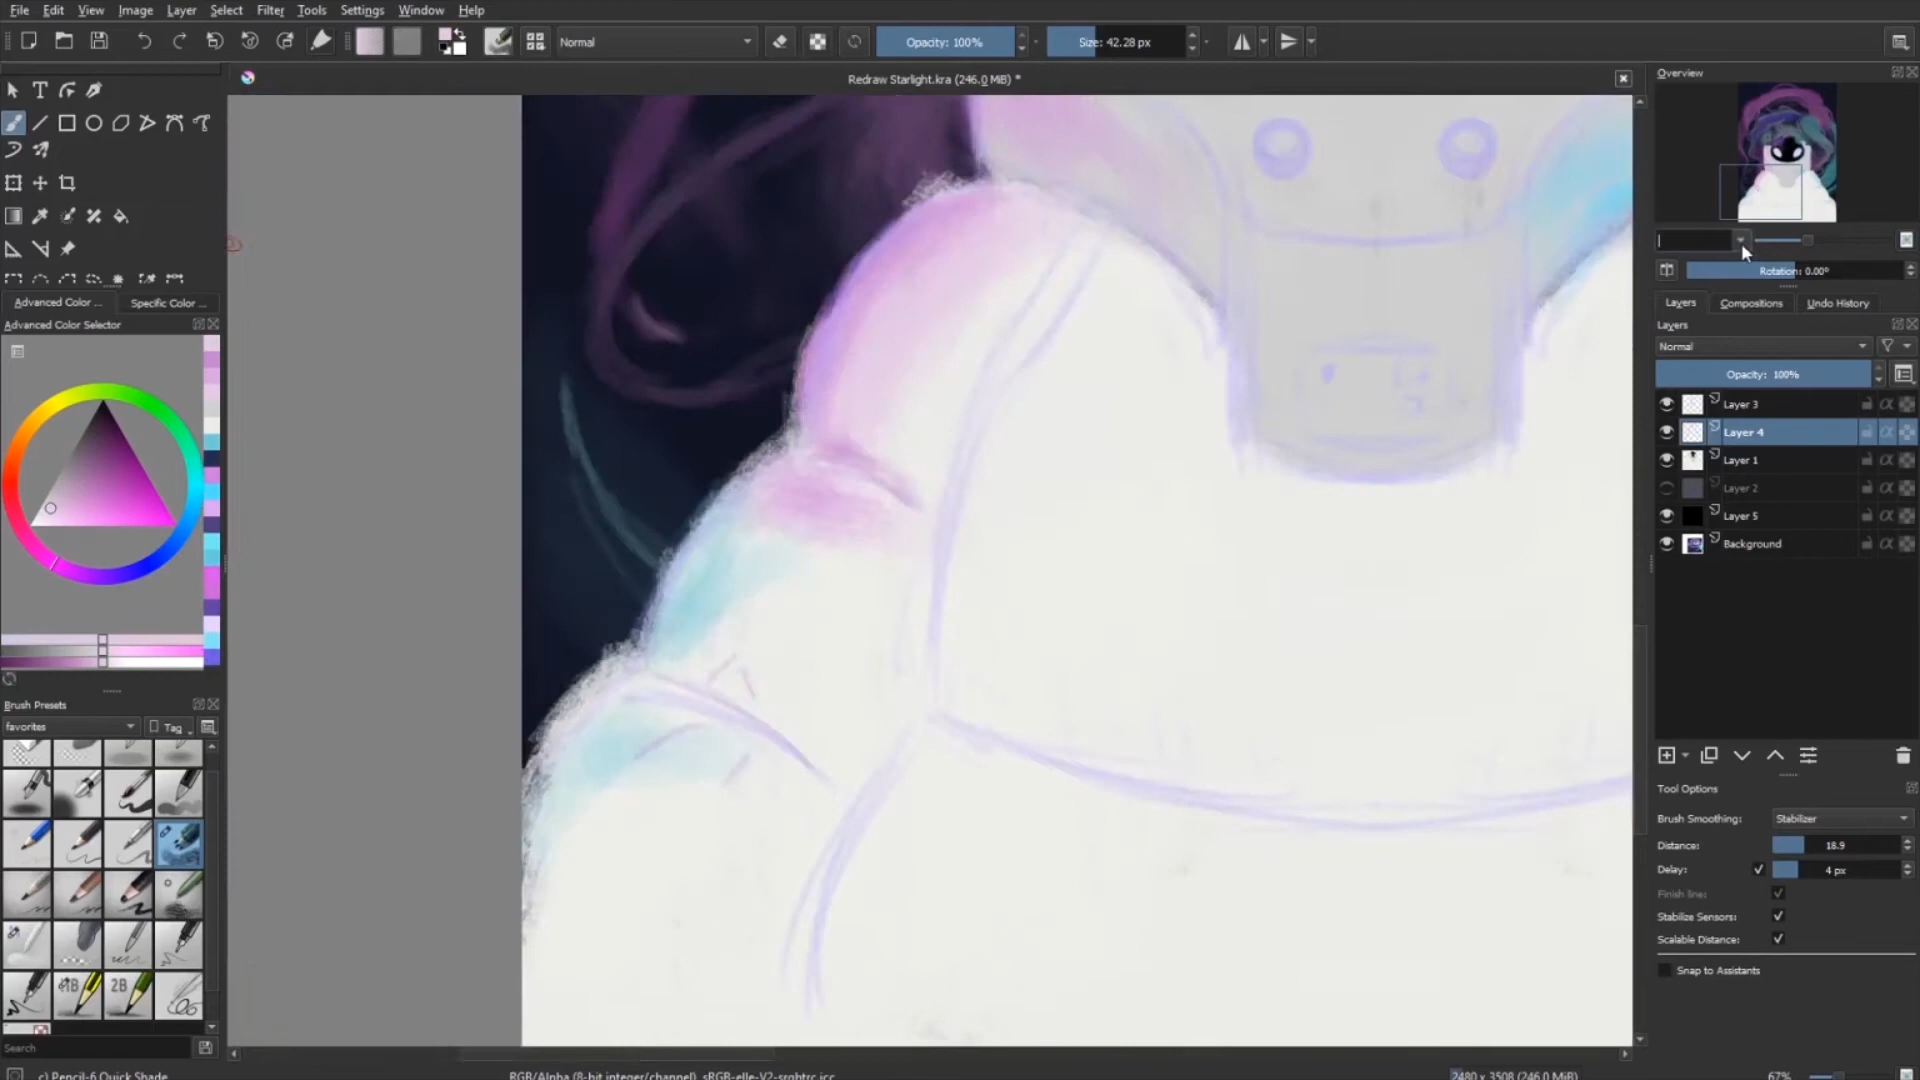 File Edit View Image Layer Select Filter Tools Settings Window Help
Normal
Opacity: 100%
Size: 42.28 px
Redraw Starlight.kra (246.0 MiB) *
Overview
Rotation: 0.00°
Advanced Color ...
Specific Color ...
Advanced Color Selector
Layers Compositions Undo History
Layers
Normal
Opacity: 100%
Layer 3
Layer 4
Layer 1
Layer 2
Layer 5
Background
Brush Presets
favorites
Tag
2B
Search
Tool Options
Brush Smoothing: Stabilizer
Distance: 18.9
Delay: 4 px
Finish line:
Stabilize Sensors:
Scalable Distance:
Snap to Assistants
c) Pencil-6 Quick Shade
RGB/Alpha (8-bit integer/channel), sRGB-elle-V2-srgbtrc.icc
2480 x 3508 (246.0 MiB)
67%